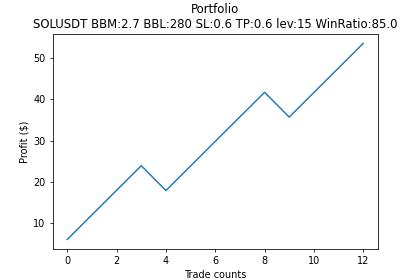 Portfolio
SOLUSDT BBM:2.7 BBL:280 SL:0.6 TP:0.6 lev:15 WinRatio:85.0
50
40
30
20
10
Profit ($)
0 2 4 6 8 10 12
Trade counts